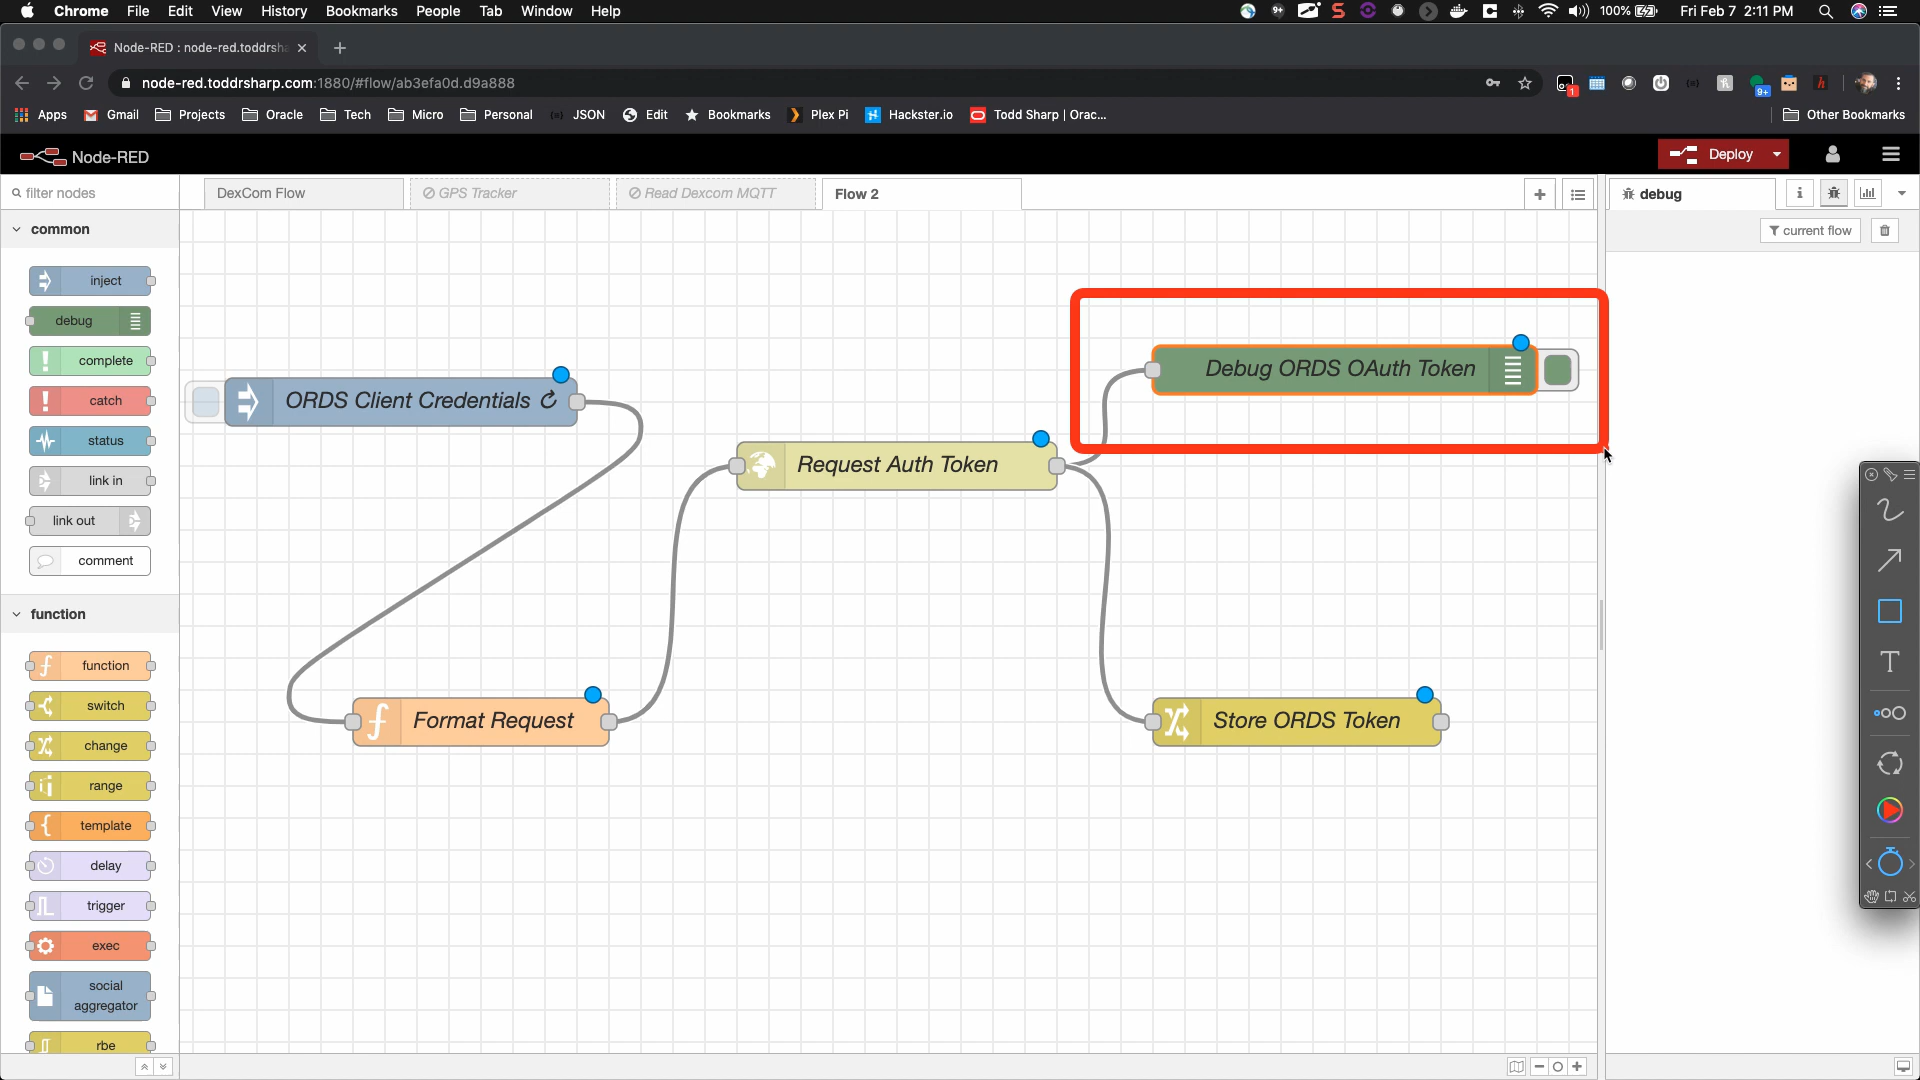 Chrome File Edit View History Bookmarks People Tab Window Help
9+ 100% Fri Feb 7 2:11 PM
Node-RED : node-red.toddrsha
node-red.toddrsharp.com:1880/#flow/ab3efa0d.d9a888
1 9+ h
Apps Gmail Projects Oracle Tech Micro Personal JSON Edit Bookmarks Plex Pi Hackster.io Todd Sharp | Orac... Other Bookmarks
Node-RED Deploy
filter nodes DexCom Flow GPS Tracker Read Dexcom MQTT Flow 2 debug
current flow
common
inject
debug
complete
catch
status
link in
link out
comment
function
function
switch
change
range
template
delay
trigger
exec
social
aggregator
rbe
Debug ORDS OAuth Token
ORDS Client Credentials
Request Auth Token
Format Request
Store ORDS Token
T